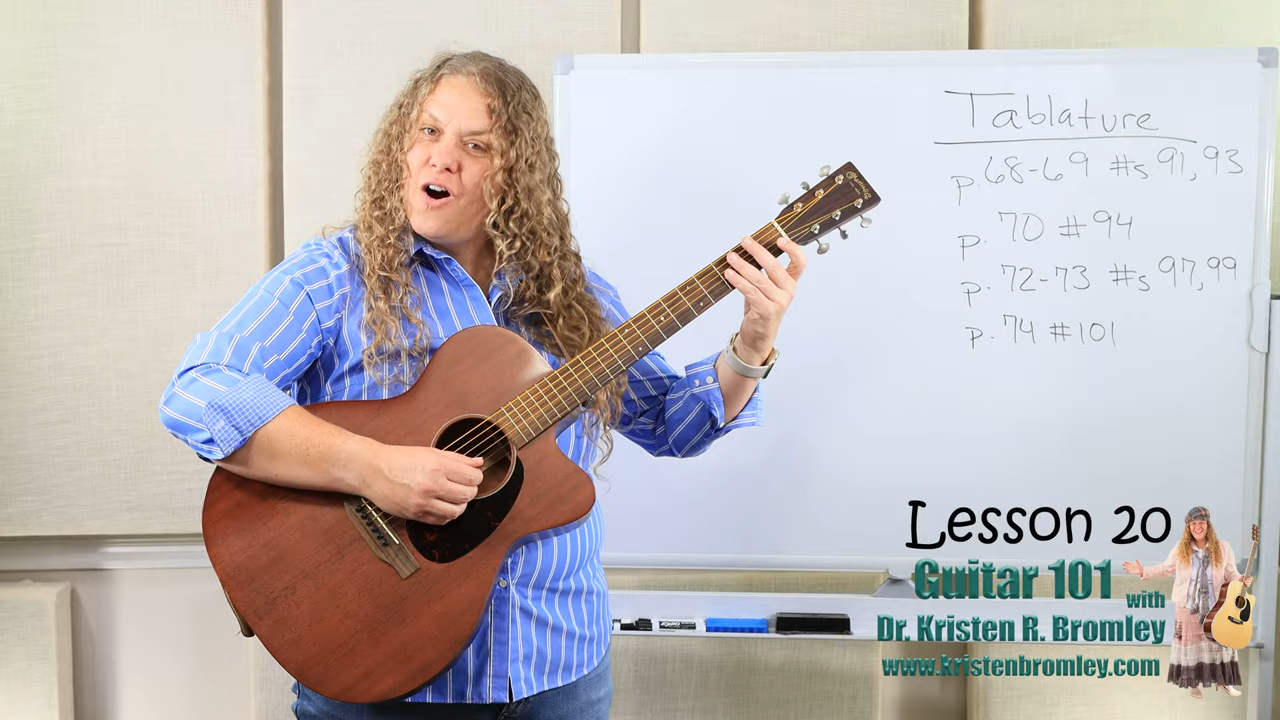 Tablature
p. 68-69 #s 91, 93
p. 70 #94
p. 72-73 #s 97, 99
p. 74 #101
Lesson 20
Guitar 101
with
Dr. Kristen R. Bromley
www.kristenbromley.com